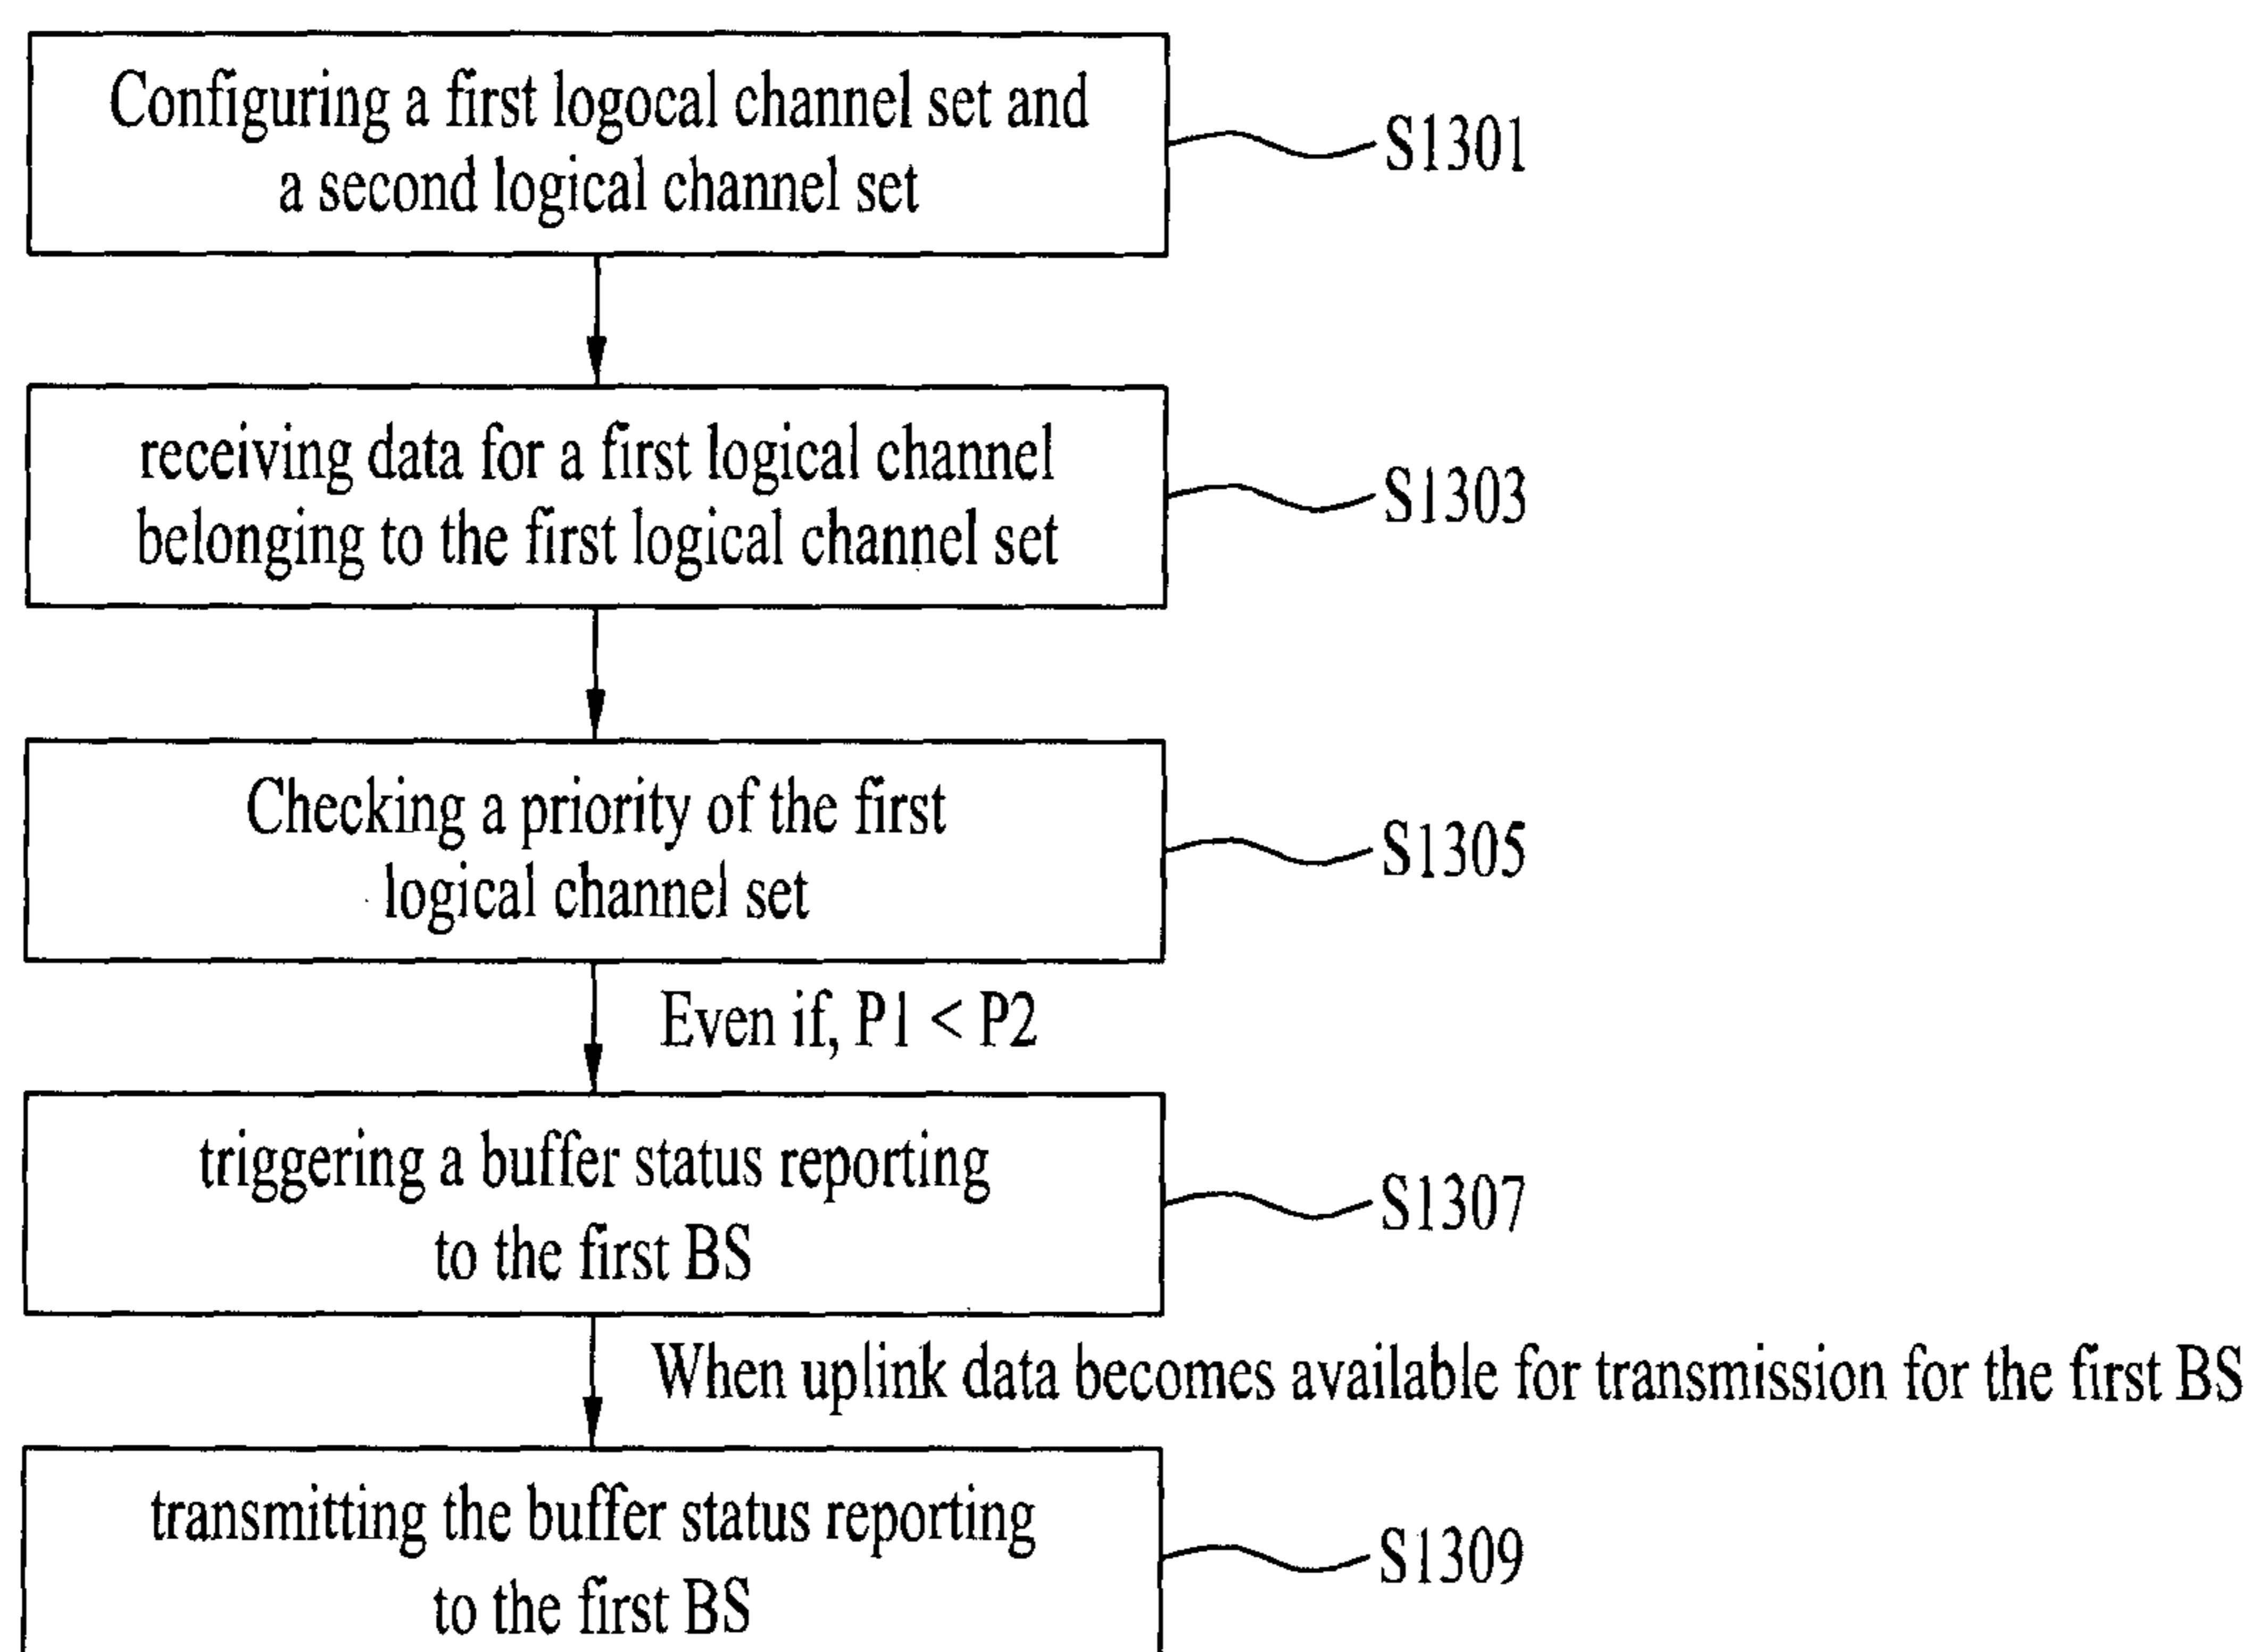 Configuring a first logocal channel set and
a second logical channel set
S1301
receiving data for a first logical channel
belonging to the first logical channel set
S1303
Checking a priority of the first
logical channel set
S1305
Even if, P1 < P2
triggering a buffer status reporting
to the first BS
S1307
When uplink data becomes available for transmission for the first BS
transmitting the buffer status reporting
to the first BS
S1309